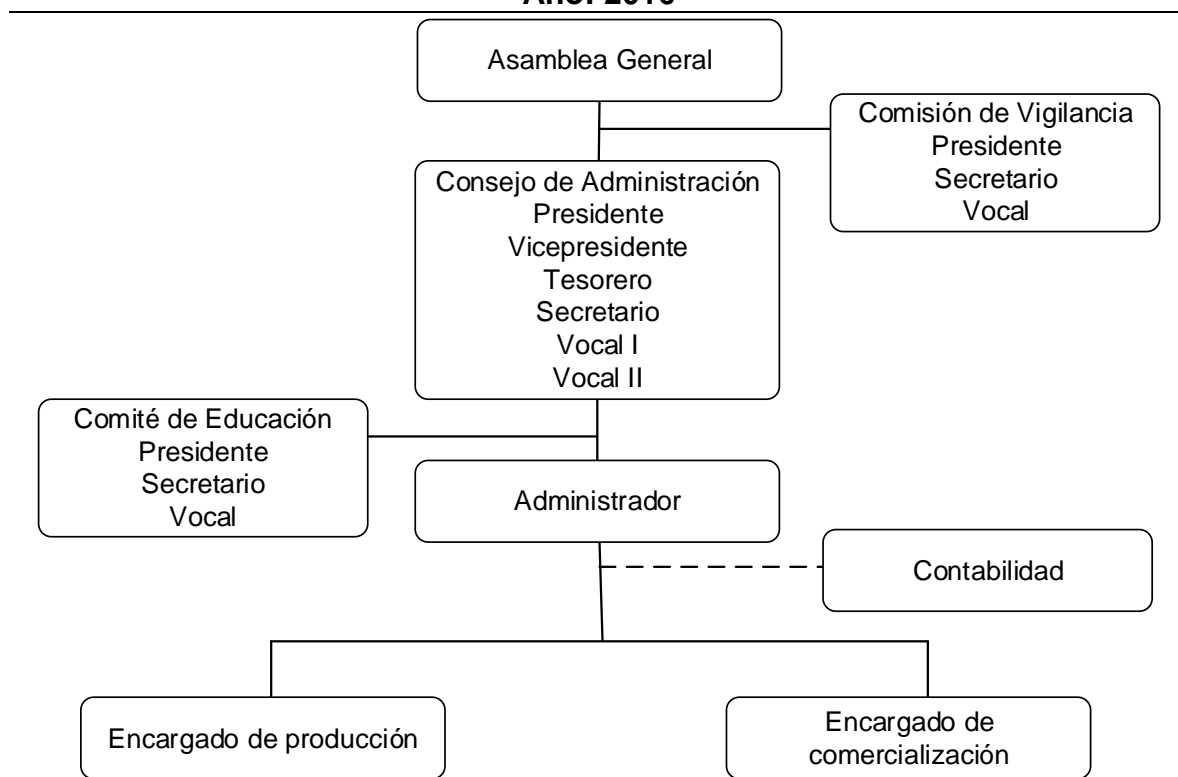 Asamblea General
Comisión de Vigilancia
Presidente
Secretario
Vocal
Consejo de Administración
Presidente
Vicepresidente
Tesorero
Secretario
Vocal I
Vocal II
Comité de Educación
Presidente
Secretario
Vocal
Administrador
Contabilidad
Encargado de producción
Encargado de
comercialización